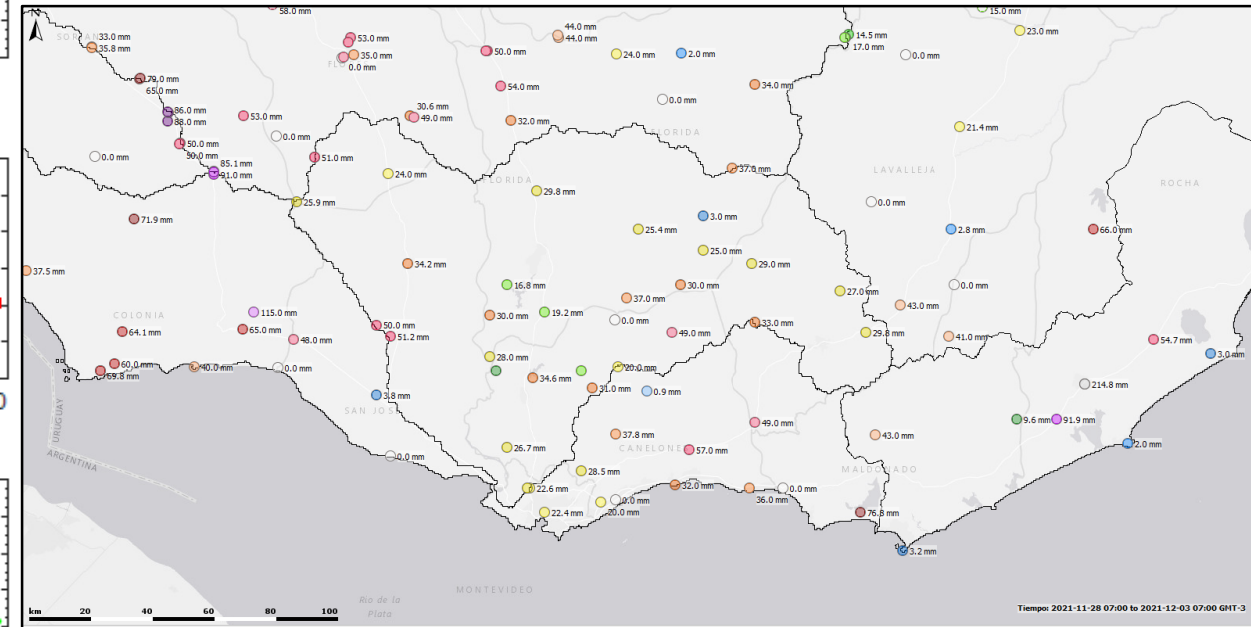 58.0 mm
15.0 mm
N
SORIANO
33.0 mm
35.8 mm
53.0 mm
35.0 mm
0.0 mm
50.0 mm
44.0 mm
44.0 mm
24.0 mm
2.0 mm
14.5 mm
17.0 mm
0.0 mm
23.0 mm
65.0 mm
54.0 mm
0.0 mm
34.0 mm
86.0 mm
88.0 mm
53.0 mm
30.6 mm
49.0 mm
32.0 mm
FLORIDA
21.4 mm
0.0 mm
50.0 mm
50.0 mm
0.0 mm
51.0 mm
85.1 mm
91.0 mm
24.0 mm
FLORIDA
37.0 mm
LAVALLEJA
ROCHA
25.9 mm
29.8 mm
0.0 mm
71.9 mm
3.0 mm
25.4 mm
2.8 mm
66.0 mm
37.5 mm
34.2 mm
25.0 mm
29.0 mm
16.8 mm
30.0 mm
27.0 mm
0.0 mm
COLONIA
115.0 mm
30.0 mm
19.2 mm
37.0 mm
0.0 mm
43.0 mm
64.1 mm
65.0 mm
48.0 mm
50.0 mm
51.2 mm
49.0 mm
33.0 mm
29.8 mm
41.0 mm
54.7 mm
3.0 mm
60.0 mm
69.8 mm
40.0 mm
0.0 mm
28.0 mm
34.6 mm
20.0 mm
31.0 mm
0.9 mm
214.8 mm
3.8 mm
SAN JOSE
URUGUAY
ARGENTINA
0.0 mm
26.7 mm
37.8 mm
CANELONES
57.0 mm
49.0 mm
43.0 mm
9.6 mm
91.9 mm
2.0 mm
28.5 mm
MALDONADO
22.6 mm
22.4 mm
0.0 mm
20.0 mm
32.0 mm
36.0 mm
0.0 mm
76.8 mm
3.2 mm
MONTEVIDEO
Río de la
Plata
km 20 40 60 80 100
Tiempo: 2021-11-28 07:00 to 2021-12-03 07:00 GMT-3